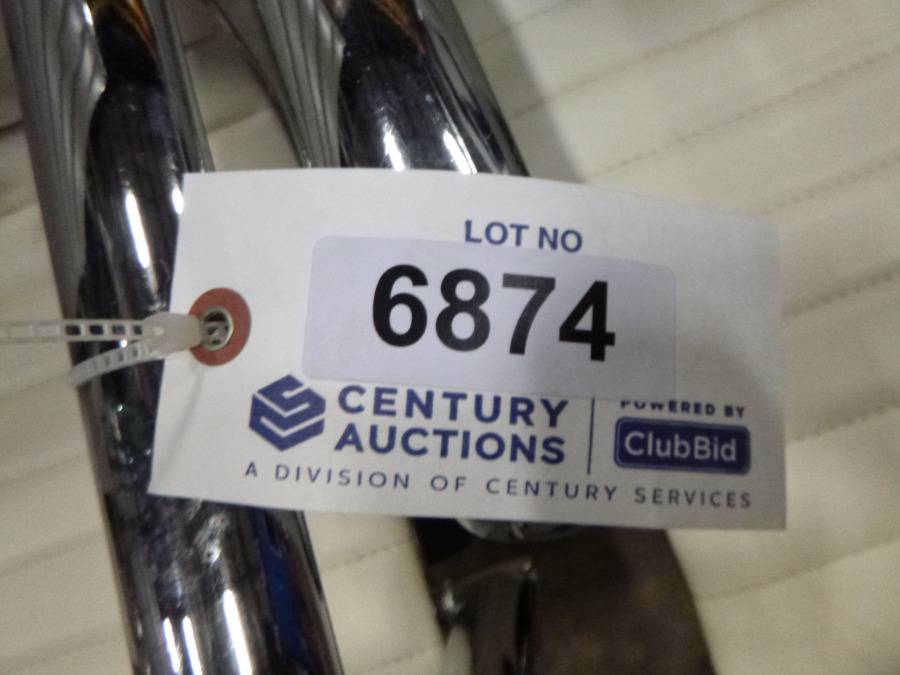 LOT NO
6874
CENTURY
AUCTIONS
POWERED BY
ClubBid
A DIVISION OF CENTURY SERVICES